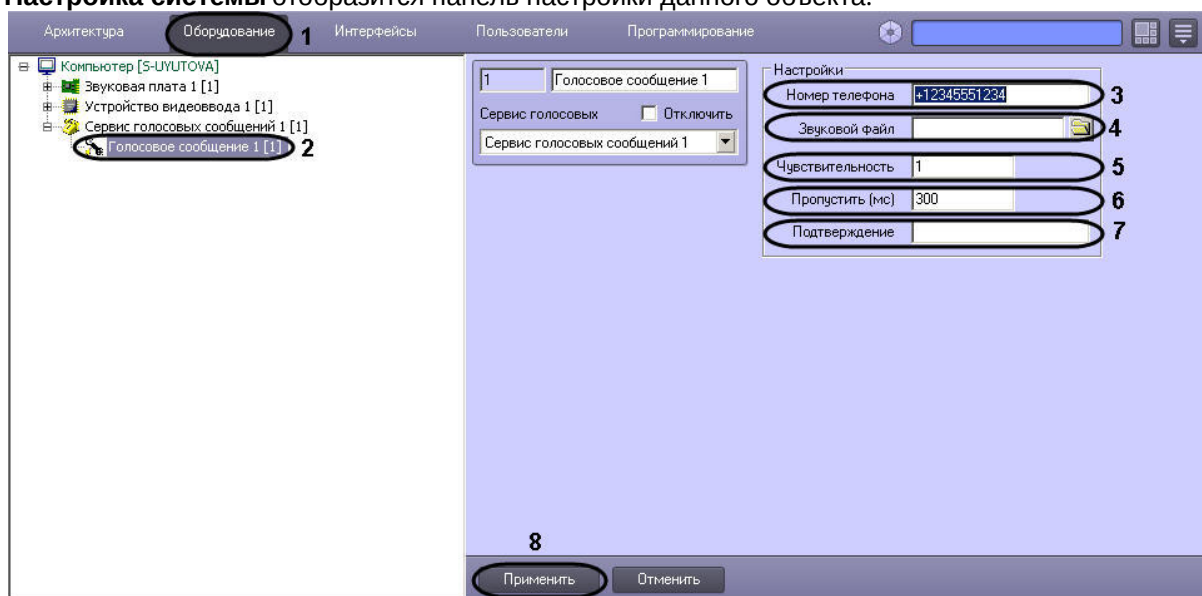 Настройка системы отобразится панель настройки данного объекта.
Архитектура Оборудование 1 Интерфейсы Пользователи Программирование
Компьютер [S-UYUTOVA]
Звуковая плата 1 [1]
Устройство видеоввода 1 [1]
Сервис голосовых сообщений 1 [1]
Голосовое сообщение 1 [1] 2
1 Голосовое сообщение 1
Сервис голосовых Отключить
Сервис голосовых сообщений 1
Настройки
Номер телефона +12345551234 3
Звуковой файл 4
Чувствительность 1 5
Пропустить (мс) 300 6
Подтверждение 7
8
Применить Отменить